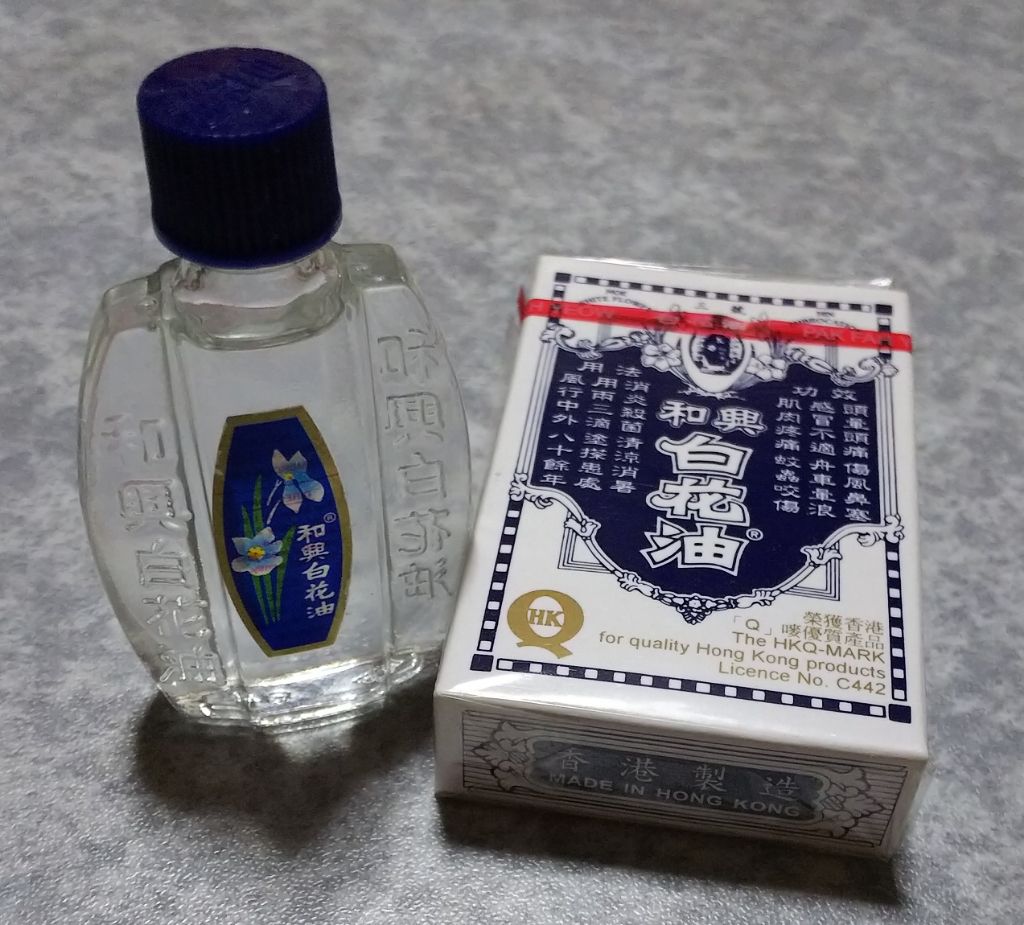 和興白花油
和興白花油
和興白花油®
三號
功效
頭暈頭痛傷風鼻塞
感冒不適舟車暈浪
肌肉疼痛蚊蟲咬傷
法用
消炎殺菌清涼消暑
用兩三滴塗搽患處
風行中外八十餘年
和興
白花油®
HK
榮獲香港
「Q」嘜優質產品
The HKQ-MARK
for quality Hong Kong products
Licence No. C442
香港製造
MADE IN HONG KONG